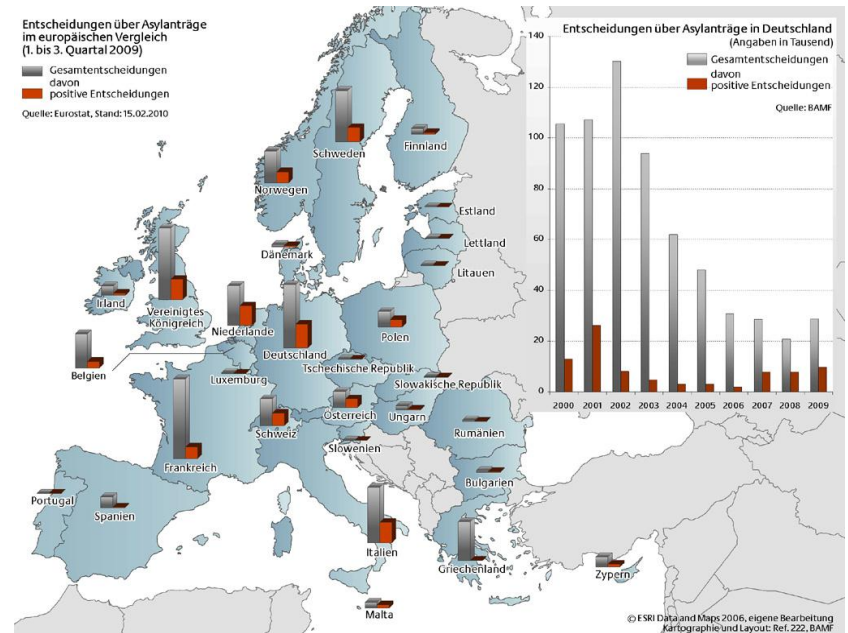 Entscheidungen über Asylanträge
im europäischen Vergleich
(1. bis 3. Quartal 2009)
Gesamtentscheidungen
davon
positive Entscheidungen
Quelle: Eurostat, Stand: 15.02.2010
Entscheidungen über Asylanträge in Deutschland
(Angaben in Tausend)
Gesamtentscheidungen
davon
positive Entscheidungen
Quelle: BAMF
140
120
100
80
60
40
20
0
2000 2001 2002 2003 2004 2005 2006 2007 2008 2009
Schweden
Finnland
Norwegen
Estland
Lettland
Dänemark
Litauen
Irland
Vereinigtes
Königreich
Niederlande
Deutschland
Polen
Belgien
Luxemburg
Tschechische Republik
Slowakische Republik
Österreich
Ungarn
Schweiz
Rumänien
Slowenien
Frankreich
Bulgarien
Portugal
Spanien
Italien
Griechenland
Zypern
Malta
© ESRI Data and Maps 2006, eigene Bearbeitung
Kartographie und Layout: Ref. 222, BAMF